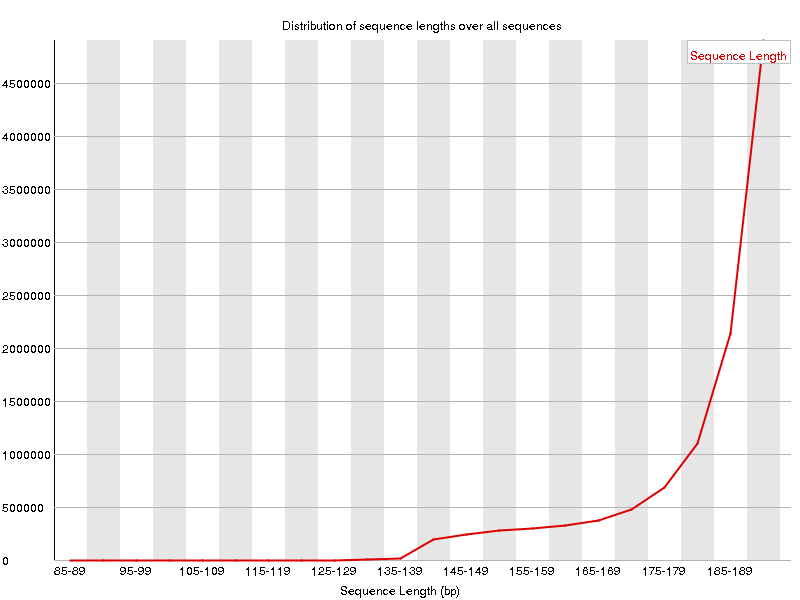 Distribution of sequence lengths over all sequences
Sequence Length
4500000
4000000
3500000
3000000
2500000
2000000
1500000
1000000
500000
0
85-89 95-99 105-109 115-119 125-129 135-139 145-149 155-159 165-169 175-179 185-189
Sequence Length (bp)